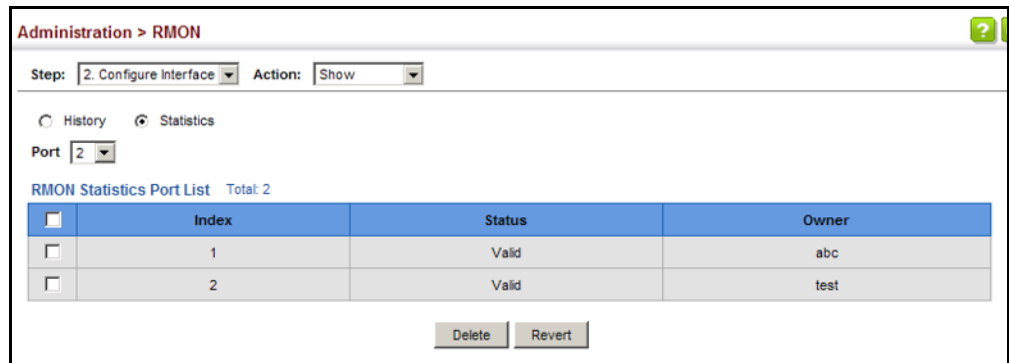 Administration > RMON
?
Step: 2. Configure Interface Action: Show
History Statistics
Port 2
RMON Statistics Port List Total: 2
Index Status Owner
1 Valid abc
2 Valid test
Delete Revert